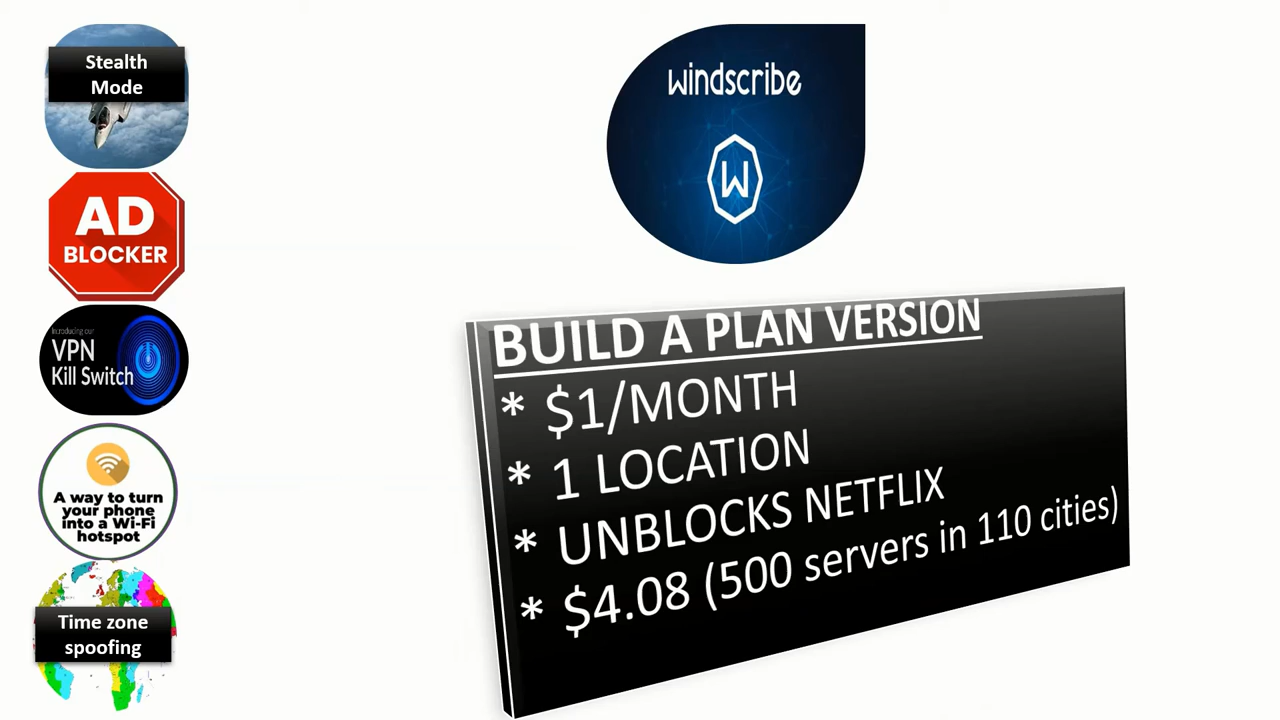 Stealth
Mode
AD
BLOCKER
Introducing our
VPN
Kill Switch
A way to turn
your phone
into a Wi-Fi
hotspot
Time zone
spoofing
windscribe
W
BUILD A PLAN VERSION
* $1/MONTH
* 1 LOCATION
* UNBLOCKS NETFLIX
* $4.08 (500 servers in 110 cities)